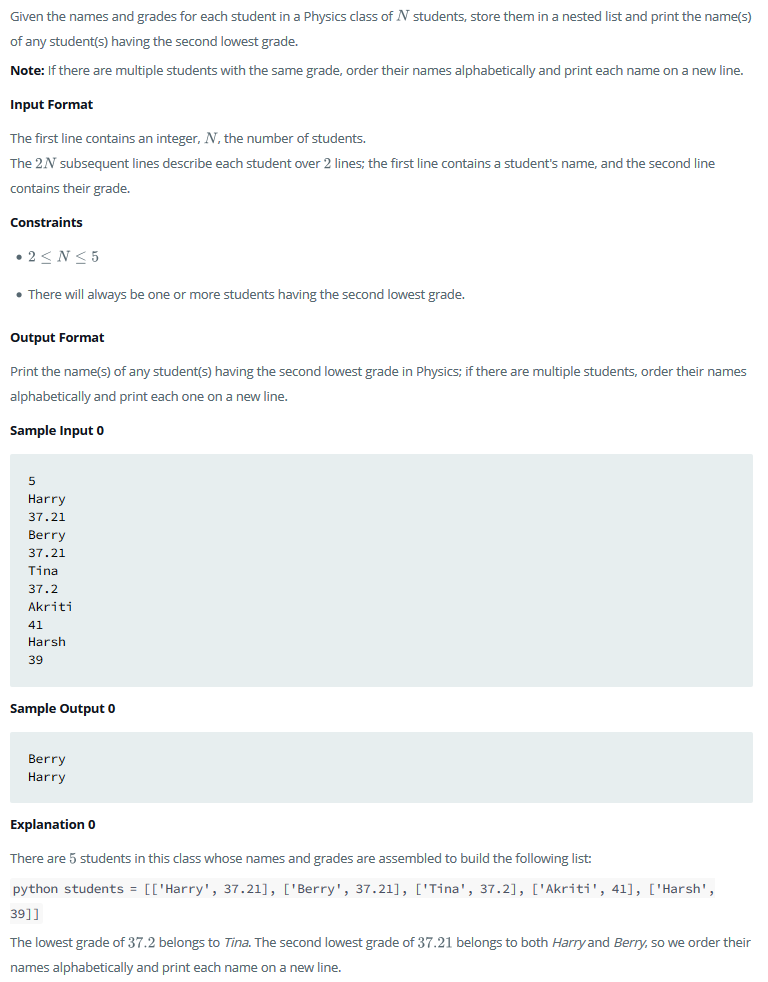 Given the names and grades for each student in a Physics class of N students, store them in a nested list and print the name(s)
of any student(s) having the second lowest grade.
Note: If there are multiple students with the same grade, order their names alphabetically and print each name on a new line.
Input Format
The first line contains an integer, N, the number of students.
The 2N subsequent lines describe each student over 2 lines; the first line contains a student's name, and the second line
contains their grade.
Constraints
• 2 ≤ N ≤ 5
• There will always be one or more students having the second lowest grade.
Output Format
Print the name(s) of any student(s) having the second lowest grade in Physics; if there are multiple students, order their names
alphabetically and print each one on a new line.
Sample Input 0
5
Harry
37.21
Berry
37.21
Tina
37.2
Akriti
41
Harsh
39
Sample Output 0
Berry
Harry
Explanation 0
There are 5 students in this class whose names and grades are assembled to build the following list:
python students = [['Harry', 37.21], ['Berry', 37.21], ['Tina', 37.2], ['Akriti', 41], ['Harsh',
39]]
The lowest grade of 37.2 belongs to Tina. The second lowest grade of 37.21 belongs to both Harry and Berry, so we order their
names alphabetically and print each name on a new line.